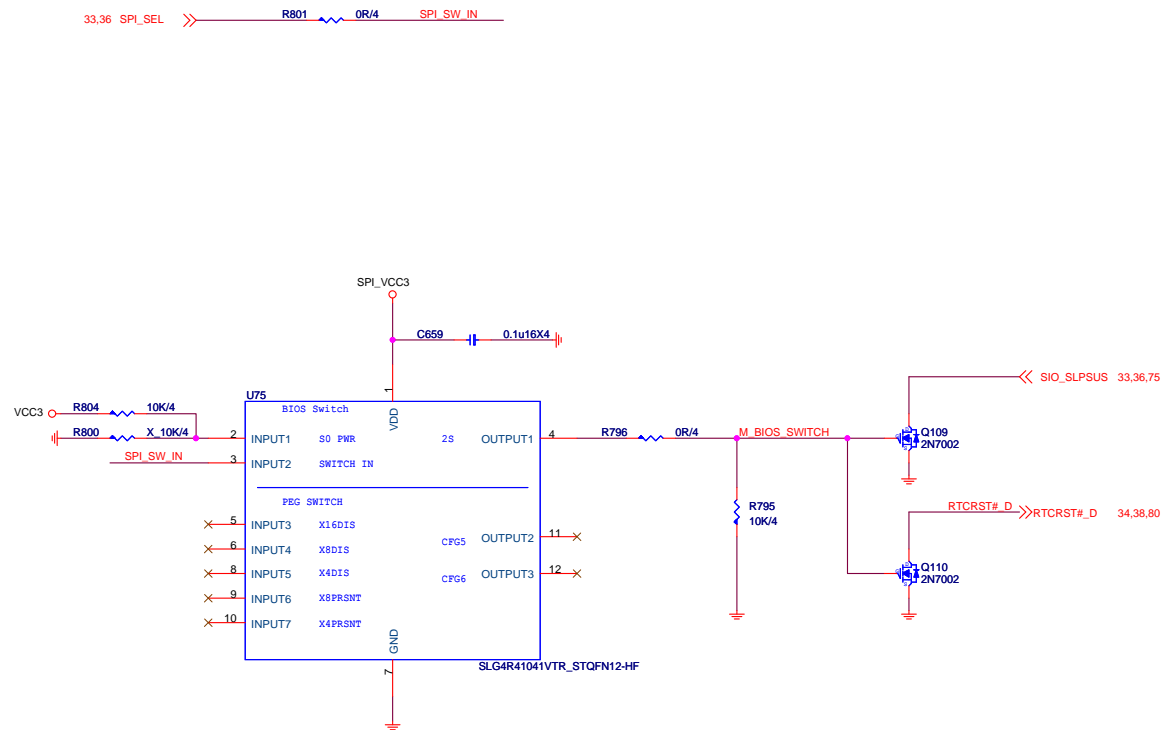 33,36 SPI_SEL R801 0R/4 SPI_SW_IN
SPI_VCC3
C659 0.1u16X4
SIO_SLPSUS 33,36,75
U75
VCC3 R804 10K/4
BIOS Switch
1
VDD
R800 X_10K/4 2 INPUT1 S0 PWR 2S OUTPUT1 4 R796 0R/4 M_BIOS_SWITCH Q109
2N7002
SPI_SW_IN 3 INPUT2 SWITCH IN
PEG SWITCH
R795
10K/4
RTCRST#_D
RTCRST#_D 34,38,80
5 INPUT3 X16DIS
CFG5 OUTPUT2 11
6 INPUT4 X8DIS
8 INPUT5 X4DIS
CFG6 OUTPUT3 12
Q110
2N7002
9 INPUT6 X8PRSNT
10 INPUT7 X4PRSNT
GND
7
SLG4R41041VTR_STQFN12-HF